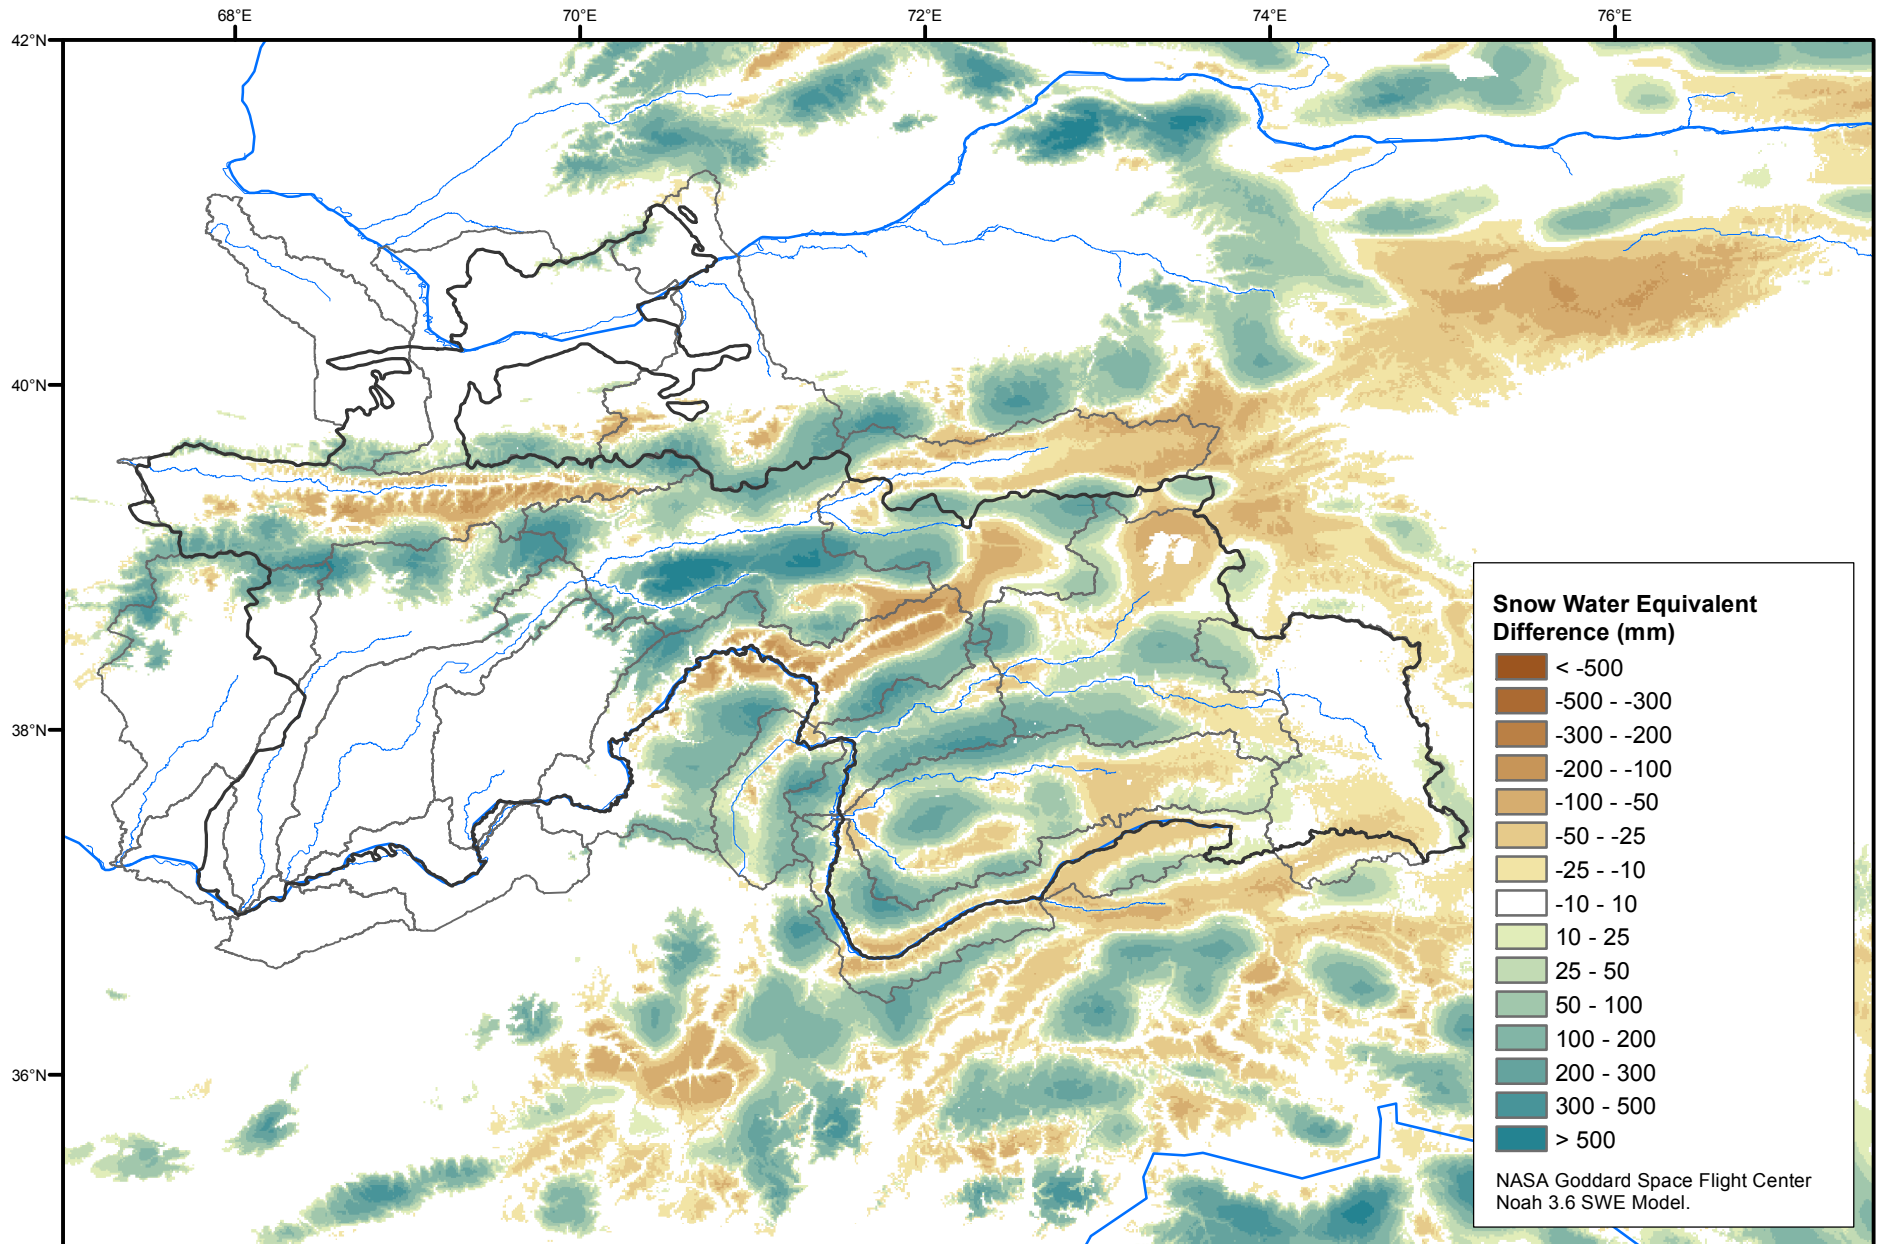 68°E
70°E
72°E
74°E
76°E
42°N
40°N
38°N
36°N
Snow Water Equivalent
Difference (mm)
< -500
-500 - -300
-300 - -200
-200 - -100
-100 - -50
-50 - -25
-25 - -10
-10 - 10
10 - 25
25 - 50
50 - 100
100 - 200
200 - 300
300 - 500
> 500
NASA Goddard Space Flight Center
Noah 3.6 SWE Model.